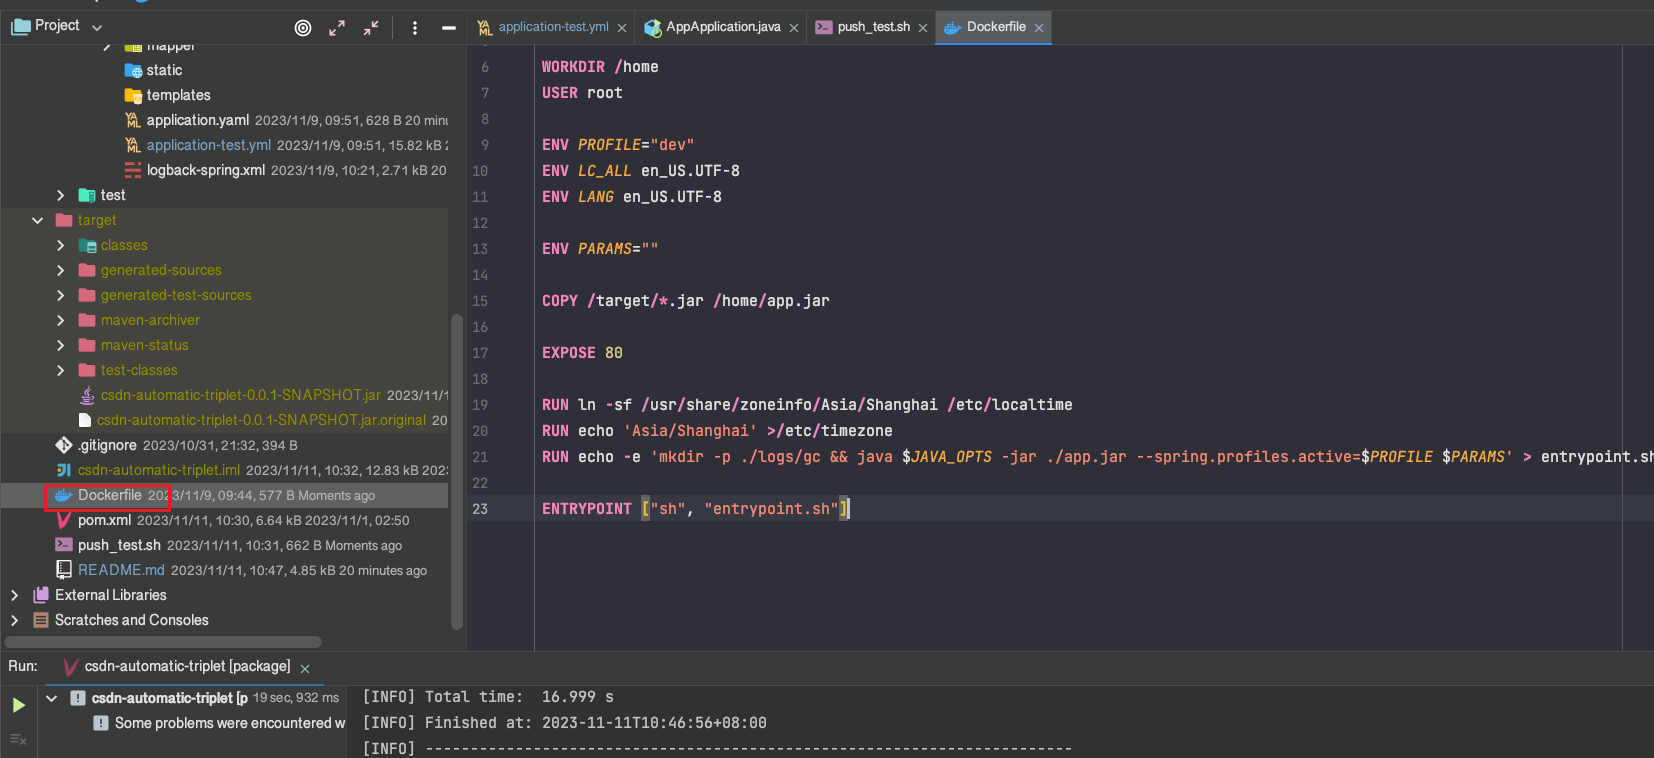 Project
application-test.yml
AppApplication.java
push_test.sh
Dockerfile
mapper
static
templates
application.yaml 2023/11/9, 09:51, 628 B 20 minu
application-test.yml 2023/11/9, 09:51, 15.82 kB 2
logback-spring.xml 2023/11/9, 10:21, 2.71 kB 20
test
target
classes
generated-sources
generated-test-sources
maven-archiver
maven-status
test-classes
csdn-automatic-triplet-0.0.1-SNAPSHOT.jar 2023/11/1
csdn-automatic-triplet-0.0.1-SNAPSHOT.jar.original 20
.gitignore 2023/10/31, 21:32, 394 B
csdn-automatic-triplet.iml 2023/11/11, 10:32, 12.83 kB 202
Dockerfile 2023/11/9, 09:44, 577 B Moments ago
pom.xml 2023/11/11, 10:30, 6.64 kB 2023/11/1, 02:50
push_test.sh 2023/11/11, 10:31, 662 B Moments ago
README.md 2023/11/11, 10:47, 4.85 kB 20 minutes ago
External Libraries
Scratches and Consoles
6 WORKDIR /home
7 USER root
8
9 ENV PROFILE="dev"
10 ENV LC_ALL en_US.UTF-8
11 ENV LANG en_US.UTF-8
12
13 ENV PARAMS=""
14
15 COPY /target/*.jar /home/app.jar
16
17 EXPOSE 80
18
19 RUN ln -sf /usr/share/zoneinfo/Asia/Shanghai /etc/localtime
20 RUN echo 'Asia/Shanghai' >/etc/timezone
21 RUN echo -e 'mkdir -p ./logs/gc && java $JAVA_OPTS -jar ./app.jar --spring.profiles.active=$PROFILE $PARAMS' > entrypoint.sh
22
23 ENTRYPOINT ["sh", "entrypoint.sh"]
Run: csdn-automatic-triplet [package]
csdn-automatic-triplet [p 19 sec, 932 ms
Some problems were encountered w
[INFO] Total time:  16.999 s
[INFO] Finished at: 2023-11-11T10:46:56+08:00
[INFO] ------------------------------------------------------------------------